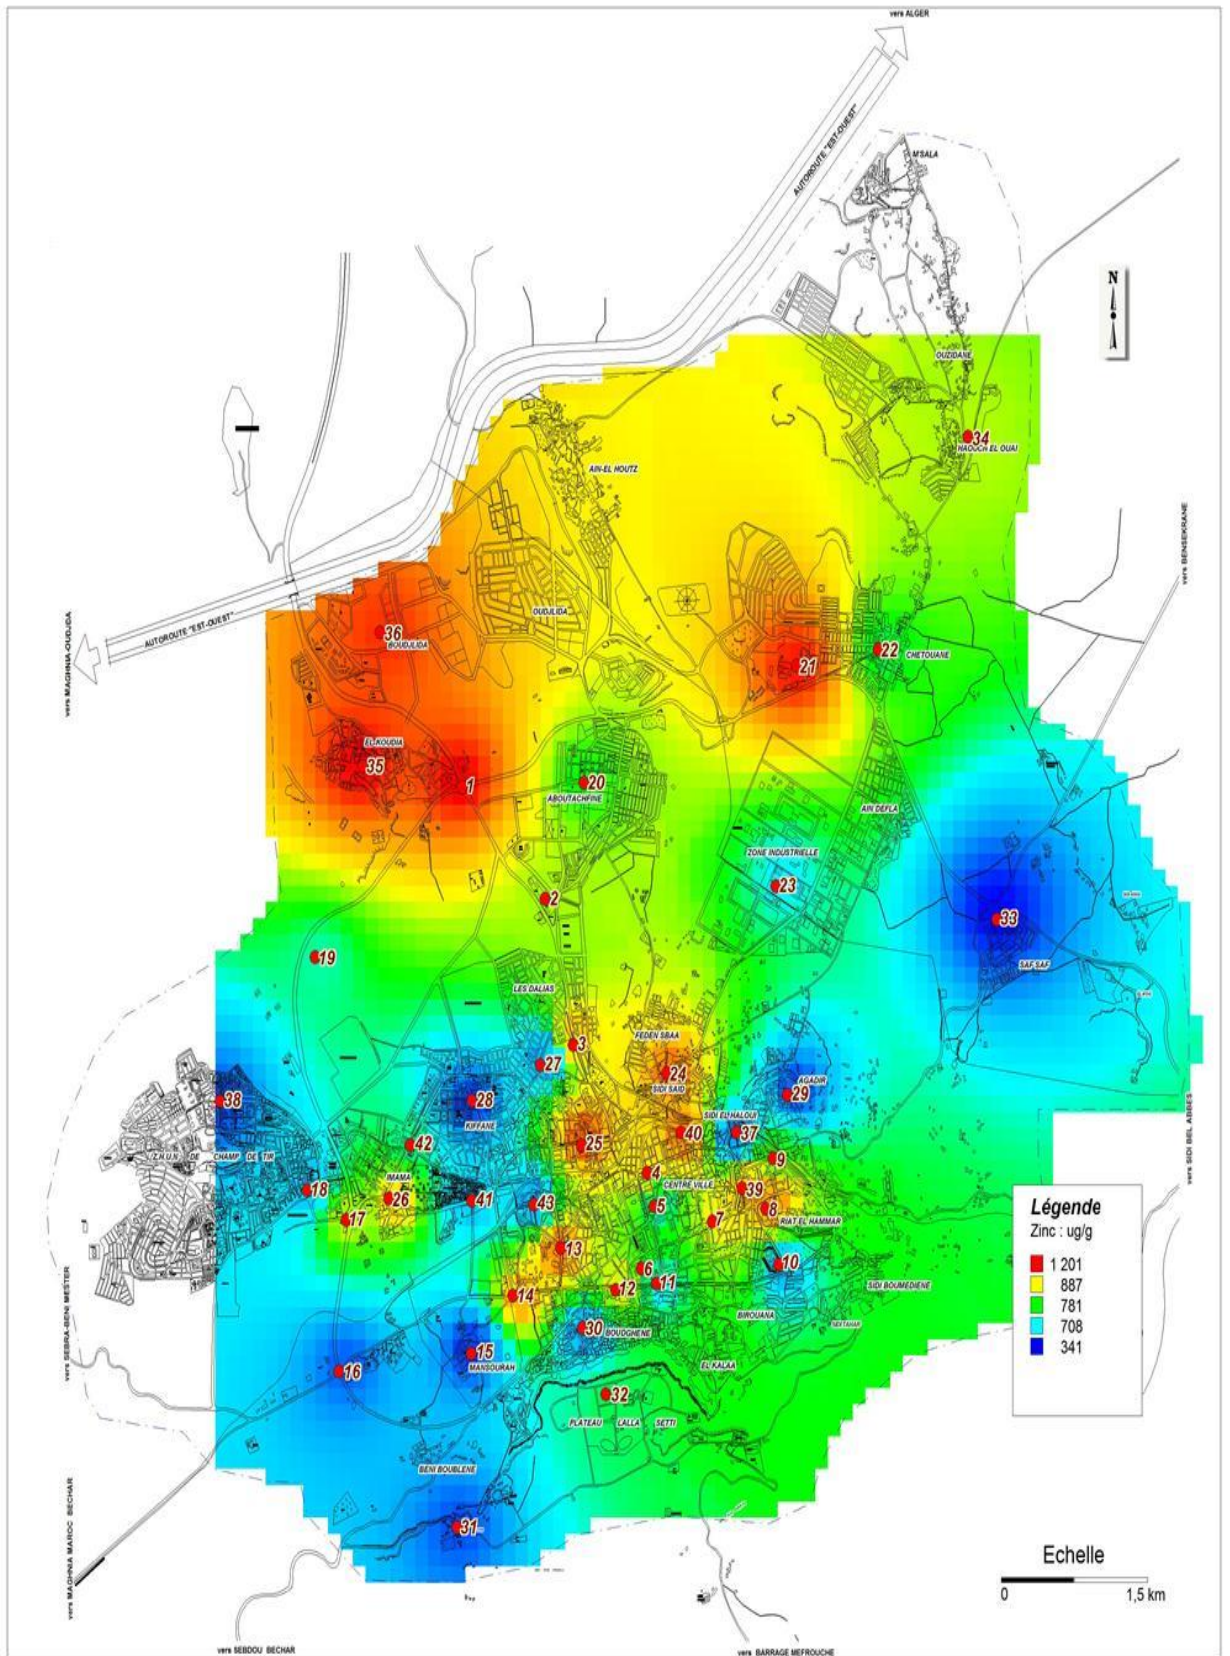 vers ALGER
AUTOROUTE "EST-OUEST"
M'SALA
N
OUZIDANE
34
HAOUCH EL OUAI
AIN-EL HOUTZ
vers BENSEKRANE
OUDJLIDA
AUTOROUTE "EST-OUEST"
vers MAGHNIA-OUDJDA
36
BOUDJLIDA
21
22
CHETOUANE
EL-KOUDIA
35
1
20
ABOUTACHFINE
AIN DEFLA
ZONE INDUSTRIELLE
23
2
33
SAF SAF
19
LES DALIAS
FEDEN SBAA
3
27
24
SIDI SAID
AGADIR
29
38
28
KIFFANE
SIDI EL HALOUI
37
40
25
42
Z.H.U.N DE CHAMP DE TIR
9
IMAMA
4
CENTRE VILLE
18
26
41
43
5
39
8
17
7
RIAT EL HAMMAR
13
6
10
11
12
14
SIDI BOUMEDIENE
BIROUANA
30
BOUDGHENE
15
MANSOURAH
EL KALAA
16
32
PLATEAU LALLA SETTI
BENI BOUBLENE
31
vers SIDI BEL ABBES
Légende
Zinc : ug/g
1 201
887
781
708
341
vers SEBRA-BENI MESTER
vers MAGHNIA MAROC BECHAR
Echelle
0 1,5 km
vers SEBDOU BECHAR
vers BARRAGE MEFROUCHE